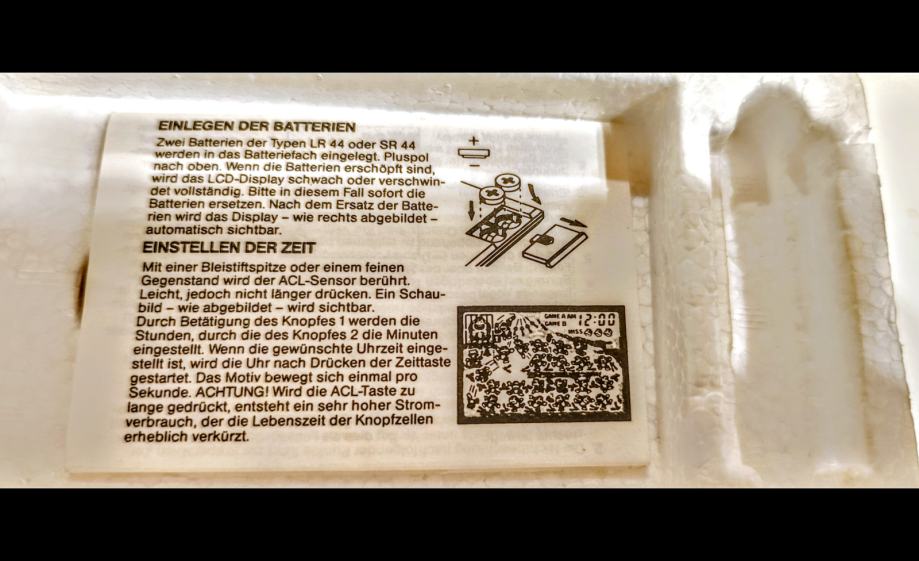 EINLEGEN DER BATTERIEN
Zwei Batterien der Typen LR 44 oder SR 44
werden in das Batteriefach eingelegt. Pluspol
nach oben. Wenn die Batterien erschöpft sind,
wird das LCD-Display schwach oder verschwin-
det vollständig. Bitte in diesem Fall sofort die
Batterien ersetzen. Nach dem Ersatz der Batte-
rien wird das Display – wie rechts abgebildet –
automatisch sichtbar.
+
–
EINSTELLEN DER ZEIT
Mit einer Bleistiftspitze oder einem feinen
Gegenstand wird der ACL-Sensor berührt.
Leicht, jedoch nicht länger drücken. Ein Schau-
bild – wie abgebildet – wird sichtbar.
Durch Betätigung des Knopfes 1 werden die
Stunden, durch die des Knopfes 2 die Minuten
eingestellt. Wenn die gewünschte Uhrzeit einge-
stellt ist, wird die Uhr nach Drücken der Zeittaste
gestartet. Das Motiv bewegt sich einmal pro
Sekunde. ACHTUNG! Wird die ACL-Taste zu
lange gedrückt, entsteht ein sehr hoher Strom-
verbrauch, der die Lebenszeit der Knopfzellen
erheblich verkürzt.
GAME A AM 12:00
GAME B
MISS